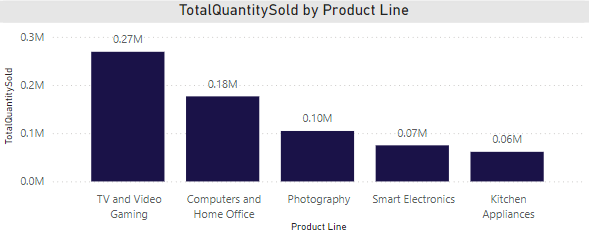 TotalQuantitySold by Product Line
TotalQuantitySold
0.3M
0.2M
0.1M
0.0M
0.27M
0.18M
0.10M
0.07M
0.06M
TV and Video
Gaming
Computers and
Home Office
Photography
Smart Electronics
Kitchen
Appliances
Product Line